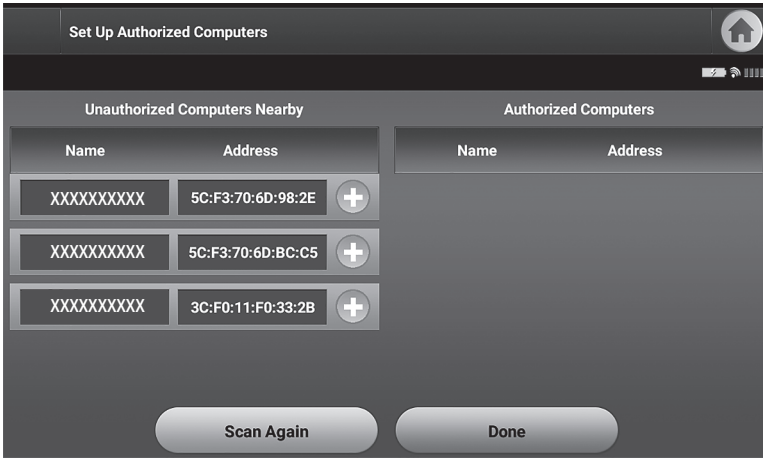 Set Up Authorized Computers
Unauthorized Computers Nearby
Authorized Computers
Name Address
Name Address
XXXXXXXXXX 5C:F3:70:6D:98:2E
XXXXXXXXXX 5C:F3:70:6D:BC:C5
XXXXXXXXXX 3C:F0:11:F0:33:2B
Scan Again
Done